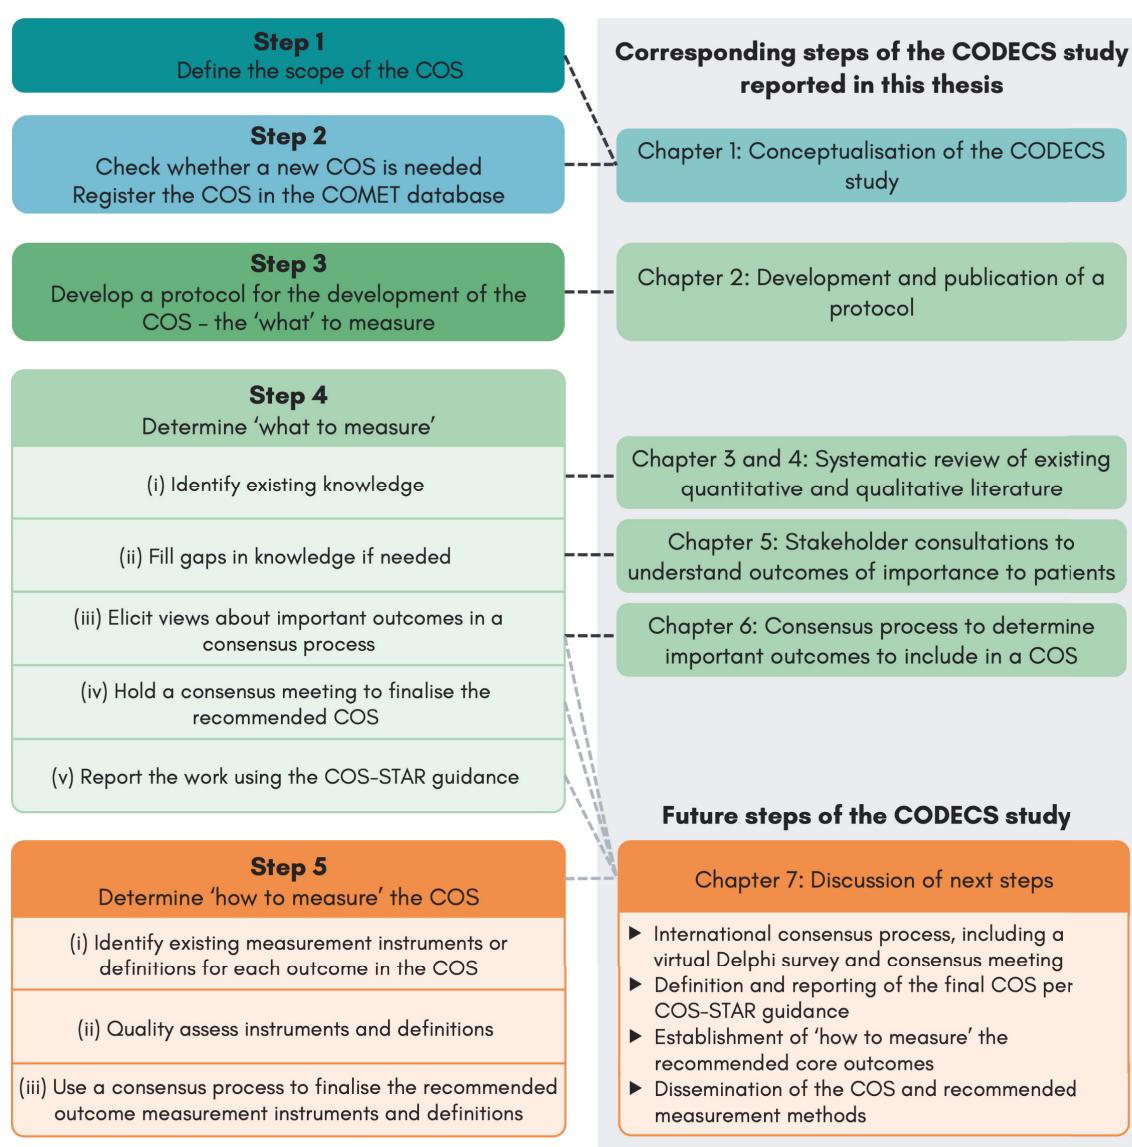 Step 1
Define the scope of the COS
Step 2
Check whether a new COS is needed
Register the COS in the COMET database
Step 3
Develop a protocol for the development of the
COS – the ‘what’ to measure
Step 4
Determine ‘what to measure’
(i) Identify existing knowledge
(ii) Fill gaps in knowledge if needed
(iii) Elicit views about important outcomes in a
consensus process
(iv) Hold a consensus meeting to finalise the
recommended COS
(v) Report the work using the COS-STAR guidance
Step 5
Determine ‘how to measure’ the COS
(i) Identify existing measurement instruments or
definitions for each outcome in the COS
(ii) Quality assess instruments and definitions
(iii) Use a consensus process to finalise the recommended
outcome measurement instruments and definitions
Corresponding steps of the CODECS study
reported in this thesis
Chapter 1: Conceptualisation of the CODECS
study
Chapter 2: Development and publication of a
protocol
Chapter 3 and 4: Systematic review of existing
quantitative and qualitative literature
Chapter 5: Stakeholder consultations to
understand outcomes of importance to patients
Chapter 6: Consensus process to determine
important outcomes to include in a COS
Future steps of the CODECS study
Chapter 7: Discussion of next steps
International consensus process, including a
virtual Delphi survey and consensus meeting
Definition and reporting of the final COS per
COS-STAR guidance
Establishment of ‘how to measure’ the
recommended core outcomes
Dissemination of the COS and recommended
measurement methods